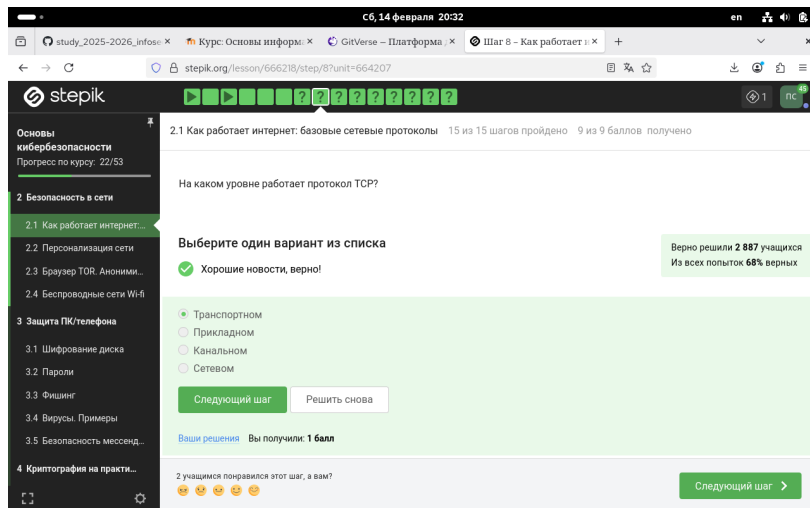 Сб, 14 февраля 20:32
en
study_2025-2026_infose
Курс: Основы информа
GitVerse – Платформа д
Шаг 8 – Как работает и
stepik.org/lesson/666218/step/8?unit=664207
stepik
1
ПС
45
Основы кибербезопасности
Прогресс по курсу: 22/53
2 Безопасность в сети
2.1 Как работает интернет:...
2.2 Персонализация сети
2.3 Браузер TOR. Аноними...
2.4 Беспроводные сети Wi-fi
3 Защита ПК/телефона
3.1 Шифрование диска
3.2 Пароли
3.3 Фишинг
3.4 Вирусы. Примеры
3.5 Безопасность мессенд...
4 Криптография на практи...
2.1 Как работает интернет: базовые сетевые протоколы 15 из 15 шагов пройдено 9 из 9 баллов получено
На каком уровне работает протокол TCP?
Выберите один вариант из списка
Хорошие новости, верно!
Верно решили 2 887 учащихся
Из всех попыток 68% верных
Транспортном
Прикладном
Канальном
Сетевом
Следующий шаг
Решить снова
Ваши решения Вы получили: 1 балл
2 учащимся понравился этот шаг, а вам?
Следующий шаг